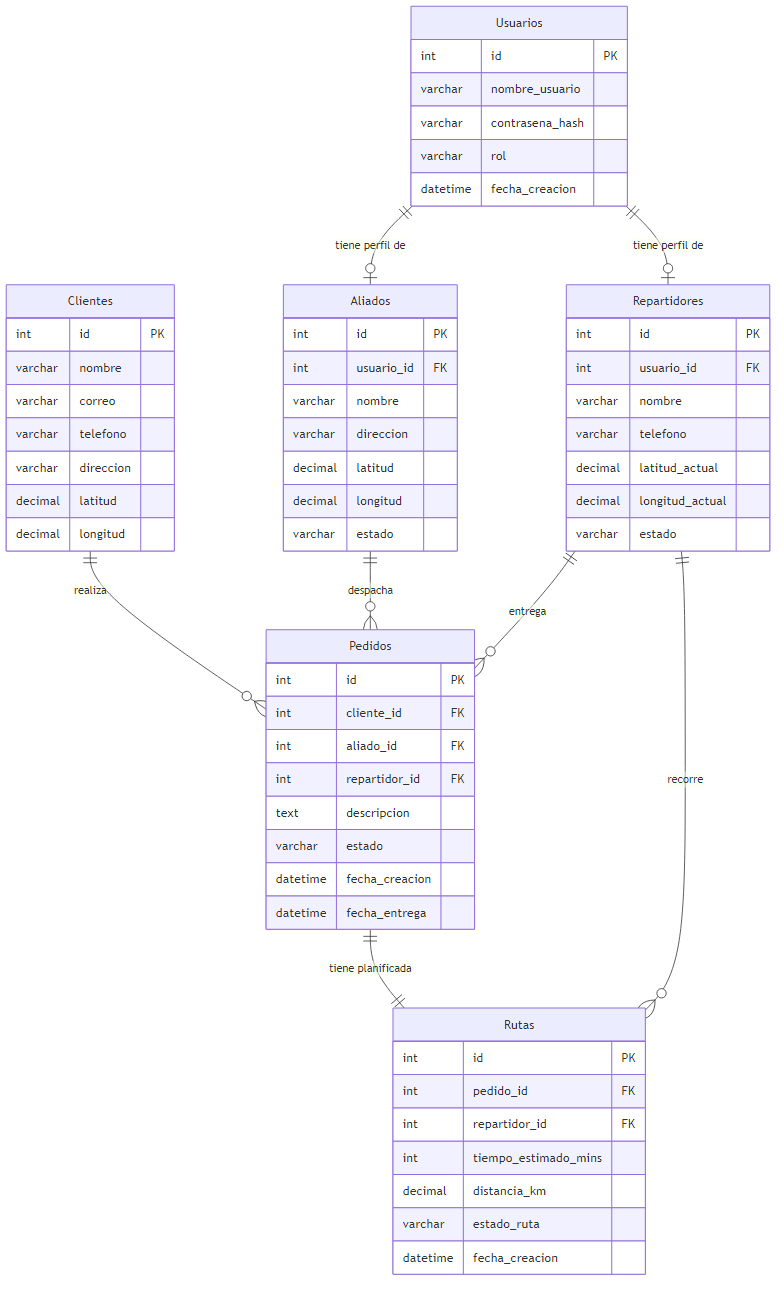 Usuarios
int id PK
varchar nombre_usuario
varchar contrasena_hash
varchar rol
datetime fecha_creacion
tiene perfil de
tiene perfil de
Clientes
int id PK
varchar nombre
varchar correo
varchar telefono
varchar direccion
decimal latitud
decimal longitud
Aliados
int id PK
int usuario_id FK
varchar nombre
varchar direccion
decimal latitud
decimal longitud
varchar estado
Repartidores
int id PK
int usuario_id FK
varchar nombre
varchar telefono
decimal latitud_actual
decimal longitud_actual
varchar estado
realiza
despacha
entrega
Pedidos
int id PK
int cliente_id FK
int aliado_id FK
int repartidor_id FK
text descripcion
varchar estado
datetime fecha_creacion
datetime fecha_entrega
recorre
tiene planificada
Rutas
int id PK
int pedido_id FK
int repartidor_id FK
int tiempo_estimado_mins
decimal distancia_km
varchar estado_ruta
datetime fecha_creacion